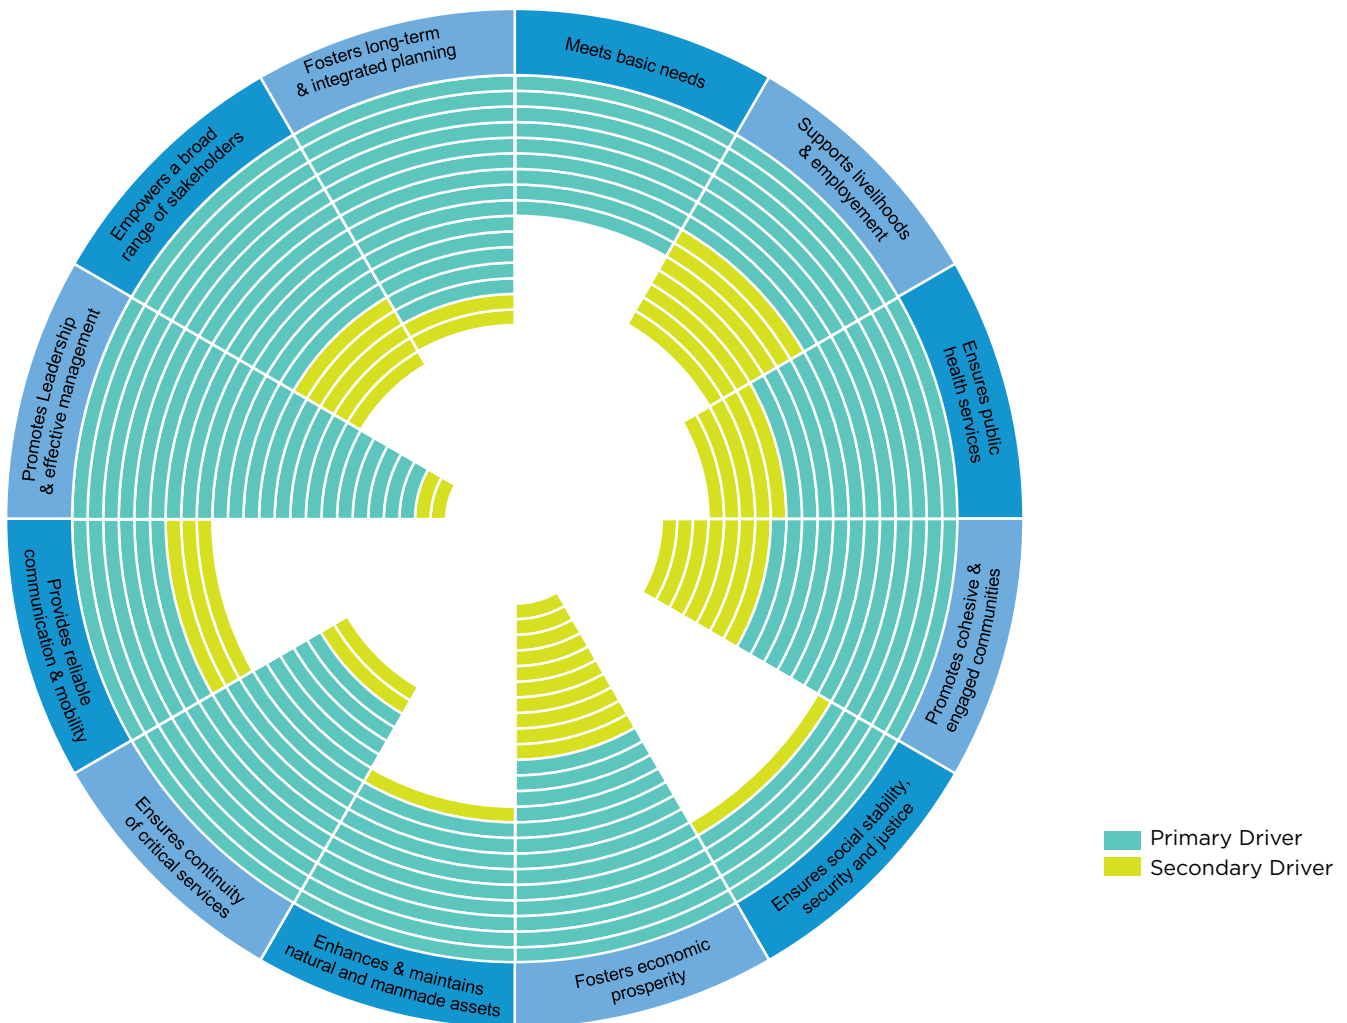 Meets basic needs
Supports livelihoods
& employement
Ensures public
health services
Promotes cohesive &
engaged communities
Ensures social stability,
security and justice
Fosters economic
prosperity
Enhances & maintains
natural and manmade assets
Ensures continuity
of critical services
Provides reliable
communication & mobility
Promotes Leadership
& effective management
Empowers a broad
range of stakeholders
Fosters long-term
& integrated planning
Primary Driver
Secondary Driver